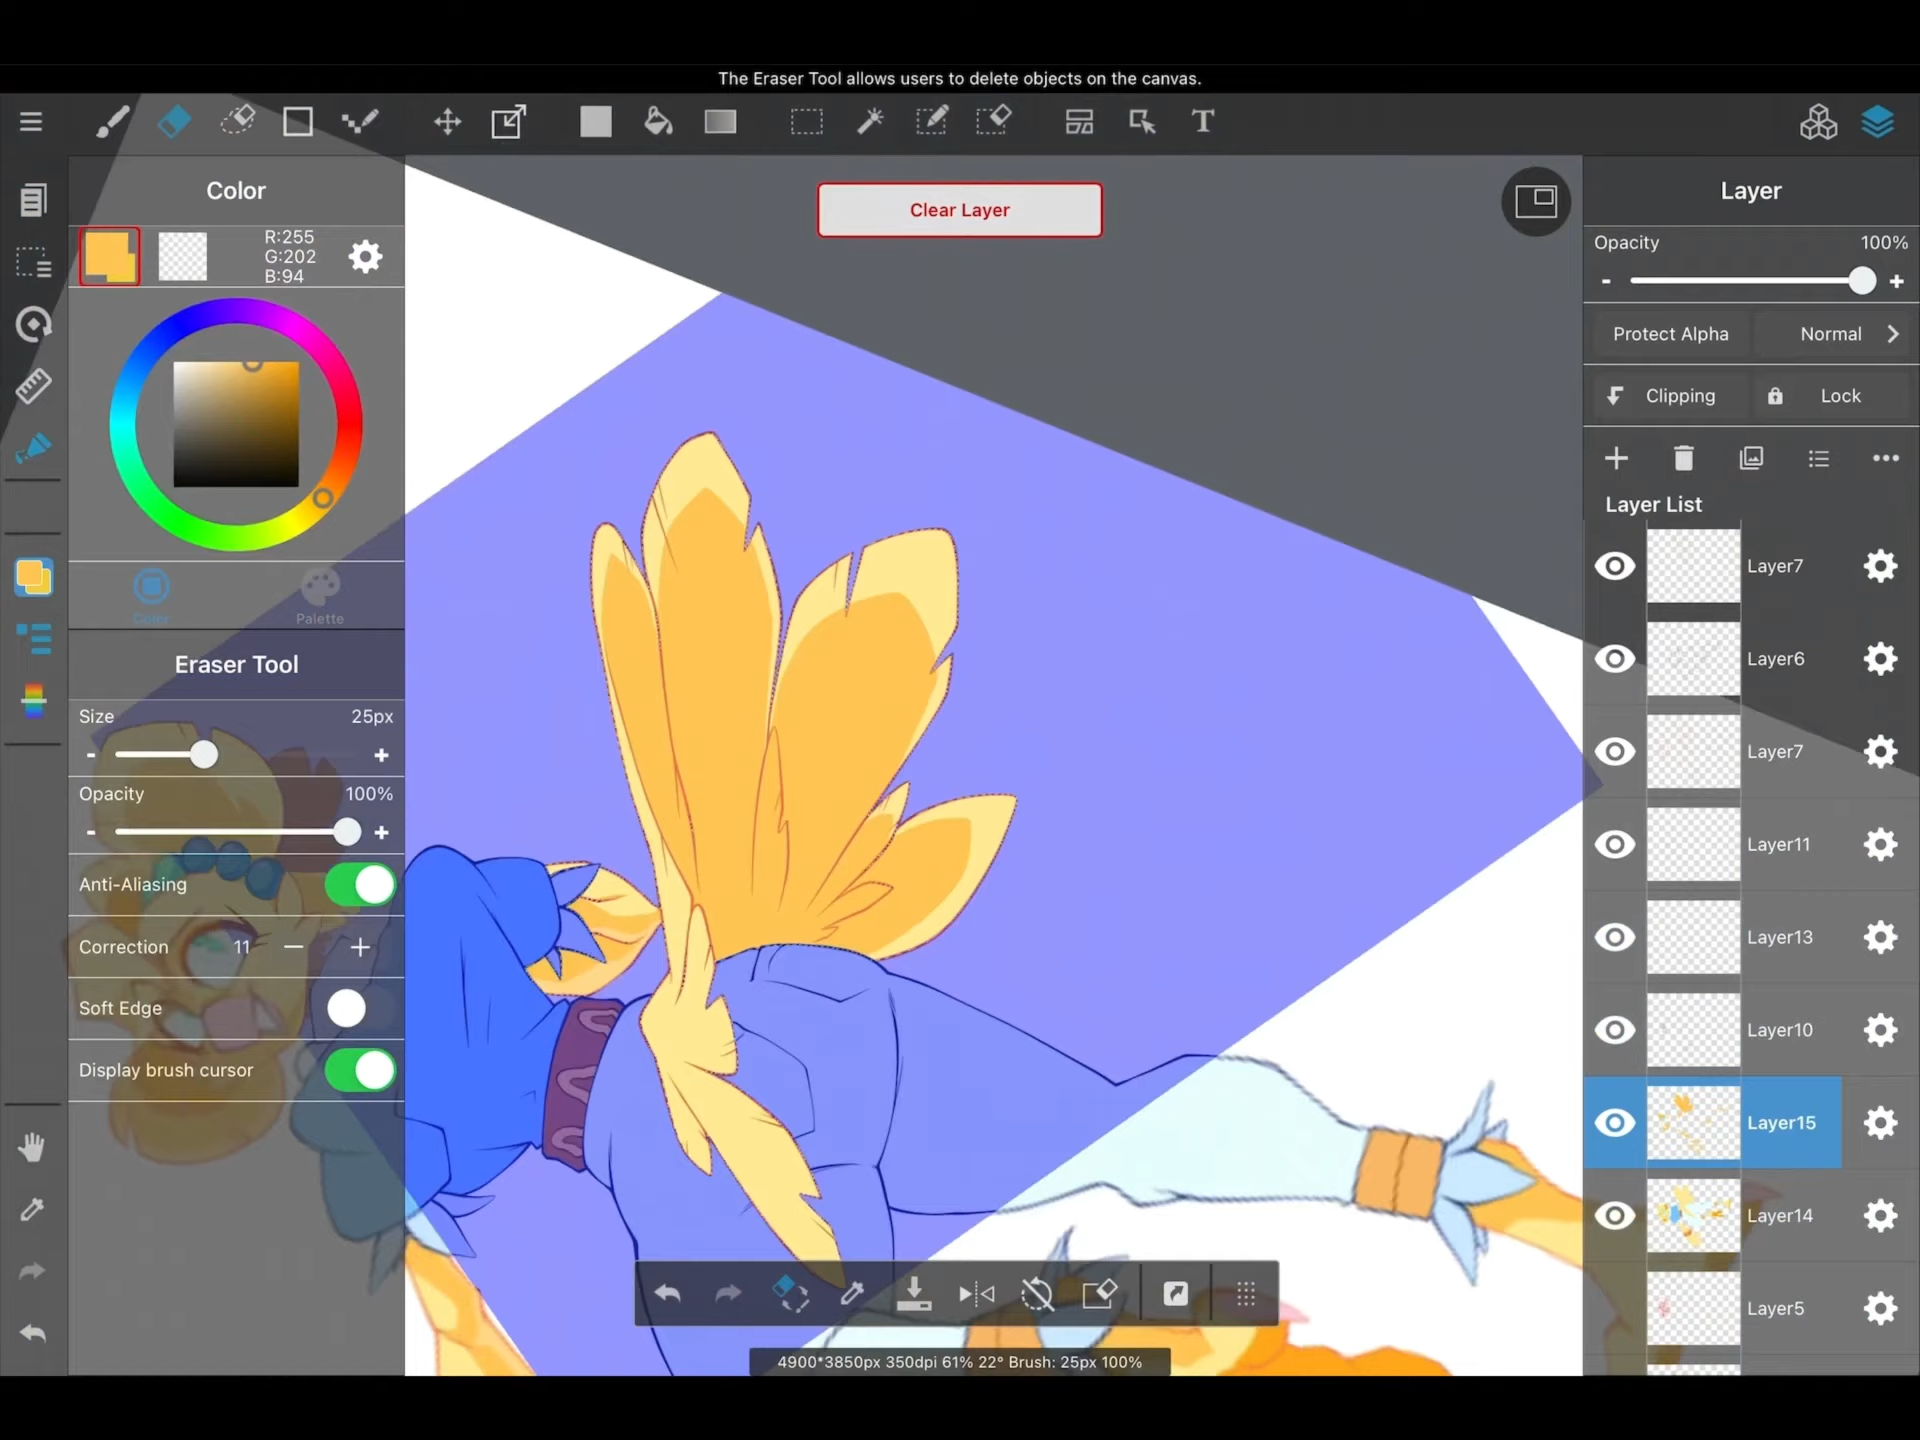 The Eraser Tool allows users to delete objects on the canvas.
T
Color
R:255
G:202
B:94
Color
Palette
Eraser Tool
Size 25px
- +
Opacity 100%
- +
Anti-Aliasing
Correction 11
Soft Edge
Display brush cursor
Clear Layer
4900*3850px 350dpi 61% 22° Brush: 25px 100%
Layer
Opacity 100%
- +
Protect Alpha Normal
Clipping Lock
Layer List
Layer7
Layer6
Layer7
Layer11
Layer13
Layer10
Layer15
Layer14
Layer5